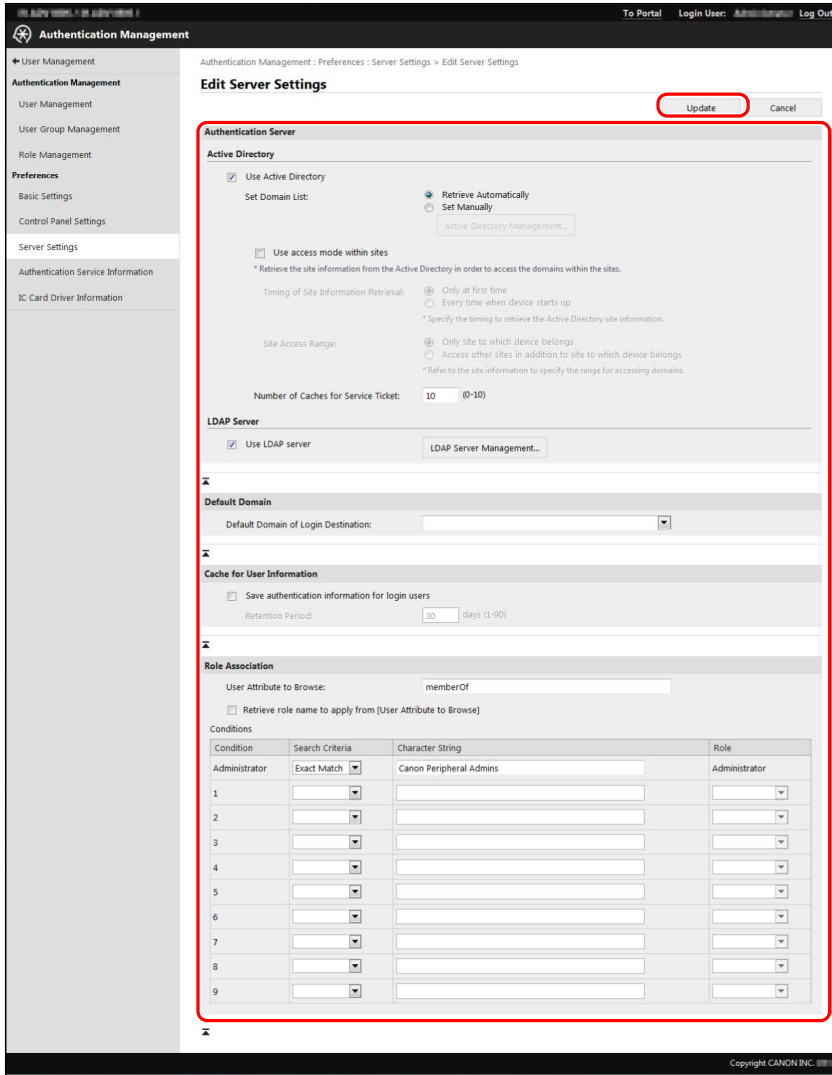 To Portal Login User: Log Out
Authentication Management
User Management
Authentication Management
User Management
User Group Management
Role Management
Preferences
Basic Settings
Control Panel Settings
Server Settings
Authentication Service Information
IC Card Driver Information
Authentication Management : Preferences : Server Settings > Edit Server Settings
Edit Server Settings
Update Cancel
Authentication Server
Active Directory
Use Active Directory
Set Domain List: Retrieve Automatically
Set Manually
Active Directory Management...
Use access mode within sites
* Retrieve the site information from the Active Directory in order to access the domains within the sites.
Timing of Site Information Retrieval: Only at first time
Every time when device starts up
* Specify the timing to retrieve the Active Directory site information.
Site Access Range: Only site to which device belongs
Access other sites in addition to site to which device belongs
* Refer to the site information to specify the range for accessing domains.
Number of Caches for Service Ticket: 10 (0-10)
LDAP Server
Use LDAP server LDAP Server Management...
Default Domain
Default Domain of Login Destination:
Cache for User Information
Save authentication information for login users
Retention Period: 30 days (1-90)
Role Association
User Attribute to Browse: memberOf
Retrieve role name to apply from [User Attribute to Browse]
Conditions
Condition Search Criteria Character String Role
Administrator Exact Match Canon Peripheral Admins Administrator
1
2
3
4
5
6
7
8
9
Copyright CANON INC.